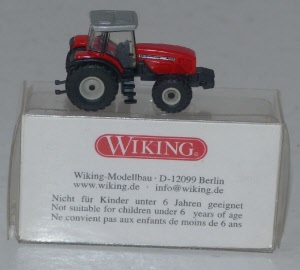 WIKING®
Wiking-Modellbau · D-12099 Berlin
www.wiking.de · info@wiking.de
Nicht für Kinder unter 6 Jahren geeignet
Not suitable for children under 6 years of age
Ne convient pas aux enfants de moins de 6 ans